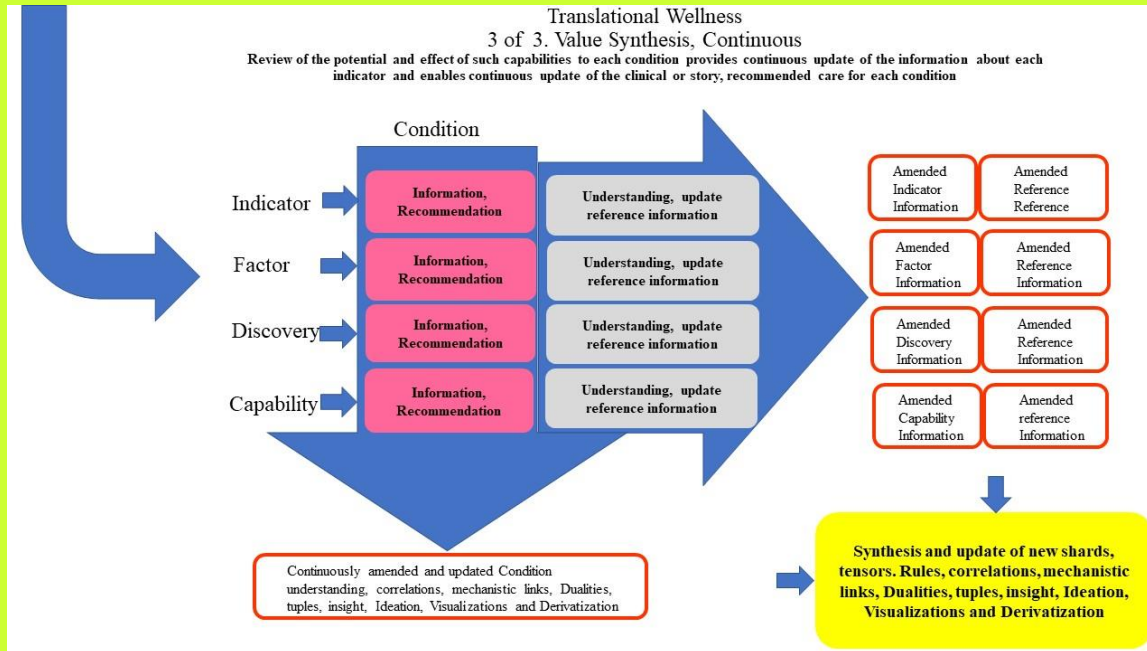 Translational Wellness
3 of 3. Value Synthesis, Continuous
Review of the potential and effect of such capabilities to each condition provides continuous update of the information about each
indicator and enables continuous update of the clinical or story, recommended care for each condition
Condition
Indicator
Information,
Recommendation
Understanding, update
reference information
Amended
Indicator
Information
Amended
Reference
Reference
Factor
Information,
Recommendation
Understanding, update
reference information
Amended
Factor
Information
Amended
Reference
Information
Discovery
Information,
Recommendation
Understanding, update
reference information
Amended
Discovery
Information
Amended
Reference
Information
Capability
Information,
Recommendation
Understanding, update
reference information
Amended
Capability
Information
Amended
reference
Information
Continuously amended and updated Condition
understanding, correlations, mechanistic links, Dualities,
tuples, insight, Ideation, Visualizations and Derivatization
Synthesis and update of new shards,
tensors. Rules, correlations, mechanistic
links, Dualities, tuples, insight, Ideation,
Visualizations and Derivatization